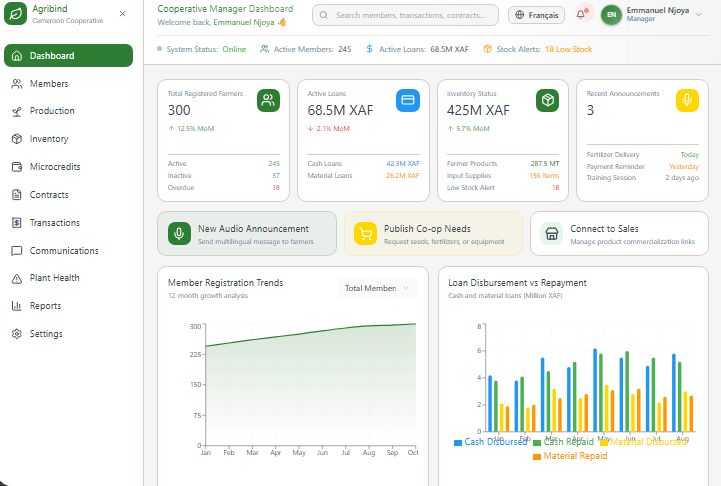 Agribind
Cameroon Cooperative
Dashboard
Members
Production
Inventory
Microcredits
Contracts
Transactions
Communications
Plant Health
Reports
Settings
Cooperative Manager Dashboard
Welcome back, Emmanuel Njoya
Search members, transactions, contracts...
Français
EN
Emmanuel Njoya
Manager
System Status: Online
Active Members: 245
Active Loans: 68.5M XAF
Stock Alerts: 18 Low Stock
Total Registered Farmers
300
↑ 12.5% MoM
Active 245
Inactive 37
Overdue 18
Active Loans
68.5M XAF
↓ 2.1% MoM
Cash Loans 42.3M XAF
Material Loans 26.2M XAF
Inventory Status
425M XAF
↑ 5.7% MoM
Farmer Products 287.5 MT
Input Supplies 156 Items
Low Stock Alert 18
Recent Announcements
3
Fertilizer Delivery Today
Payment Reminder Yesterday
Training Session 2 days ago
New Audio Announcement
Send multilingual message to farmers
Publish Co-op Needs
Request seeds, fertilizers, or equipment
Connect to Sales
Manage product commercialization links
Member Registration Trends
12-month growth analysis
Total Members
300
225
150
75
0
Jan Feb Mar Apr May Jun Jul Aug Sep Oct
Loan Disbursement vs Repayment
Cash and material loans (Million XAF)
8
6
4
2
0
Jan Feb Mar Apr May Jun Jul Aug
Cash Disbursed Cash Repaid Material Disbursed
Material Repaid